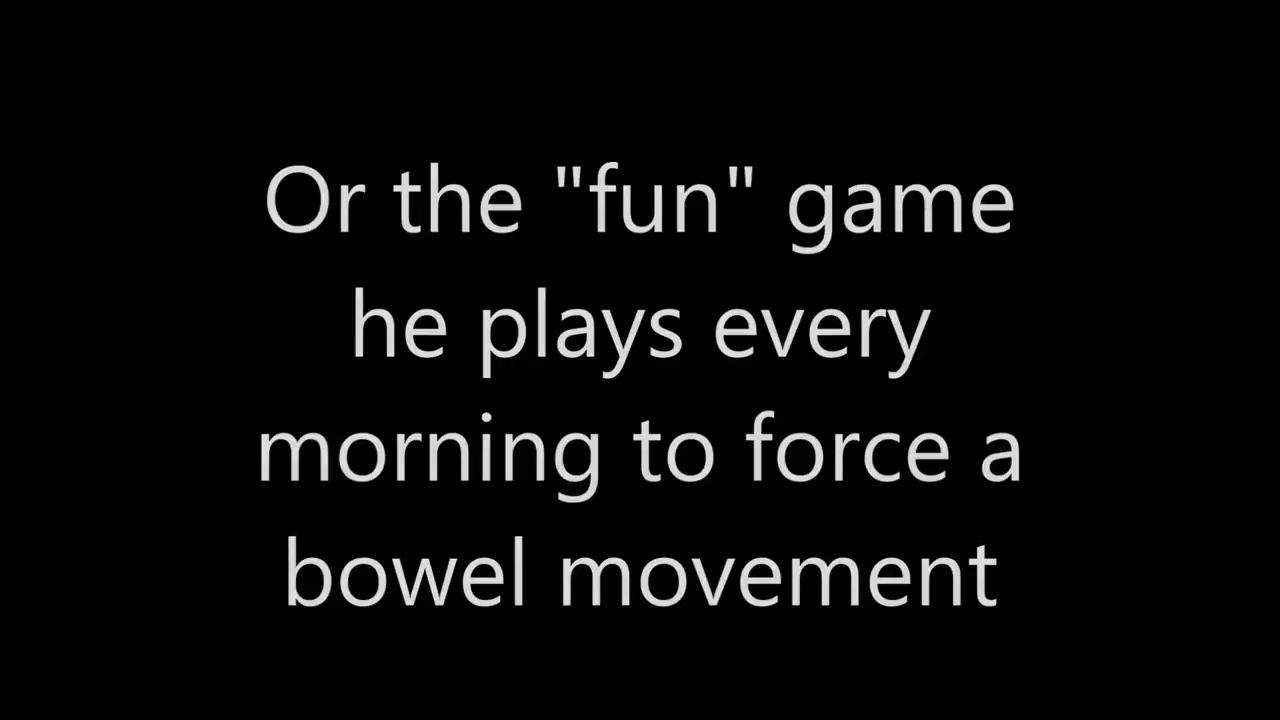 Or the "fun" game
he plays every
morning to force a
bowel movement